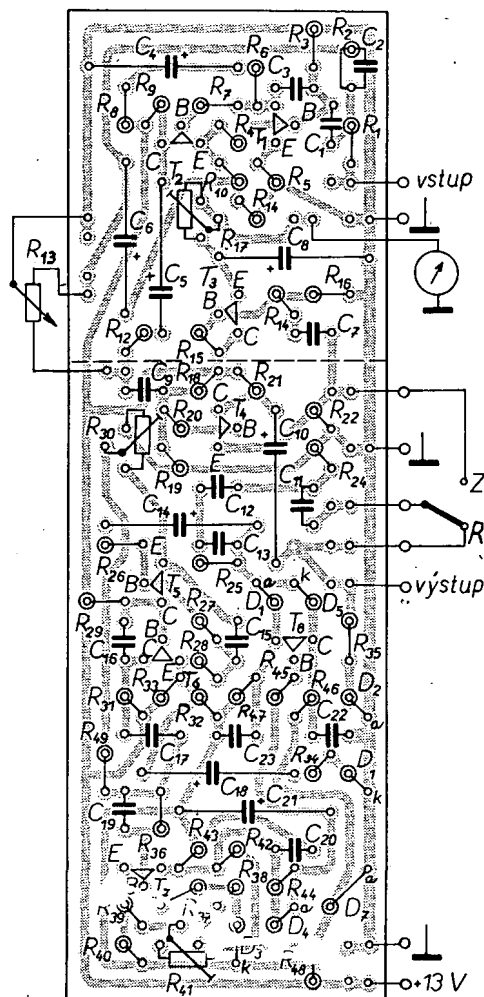 R3 R2
C4 + R6 C3 C2
R9 R7
R8 B R4 T1 B C1 R1
C E E
T2 R10 R5 vstup
R14
C6 + R17 C8 +
R13 C5 + T3 E R16
B R14
R12 C C7
R15
C9 R18 R21
C
R30 R20 T4 B C10 + R22
R19 E R24
C11 Z
C14 + C12
C13 R
E
R26 B T5 R25 a k výstup
C R27 D1 D5
R29 B C15 T8 C
C16 C R28 B R35
E R45 D2
R31 R33 T6 R46
R32 R47 C22 a
R49
C17 C23 R34 D1
C18 + C21 + k
C19
R43 R42 C20
R36
E R38 R44 a
B T7
R39 a D7
D4
R40 D3
k
R41 R48 +13 V